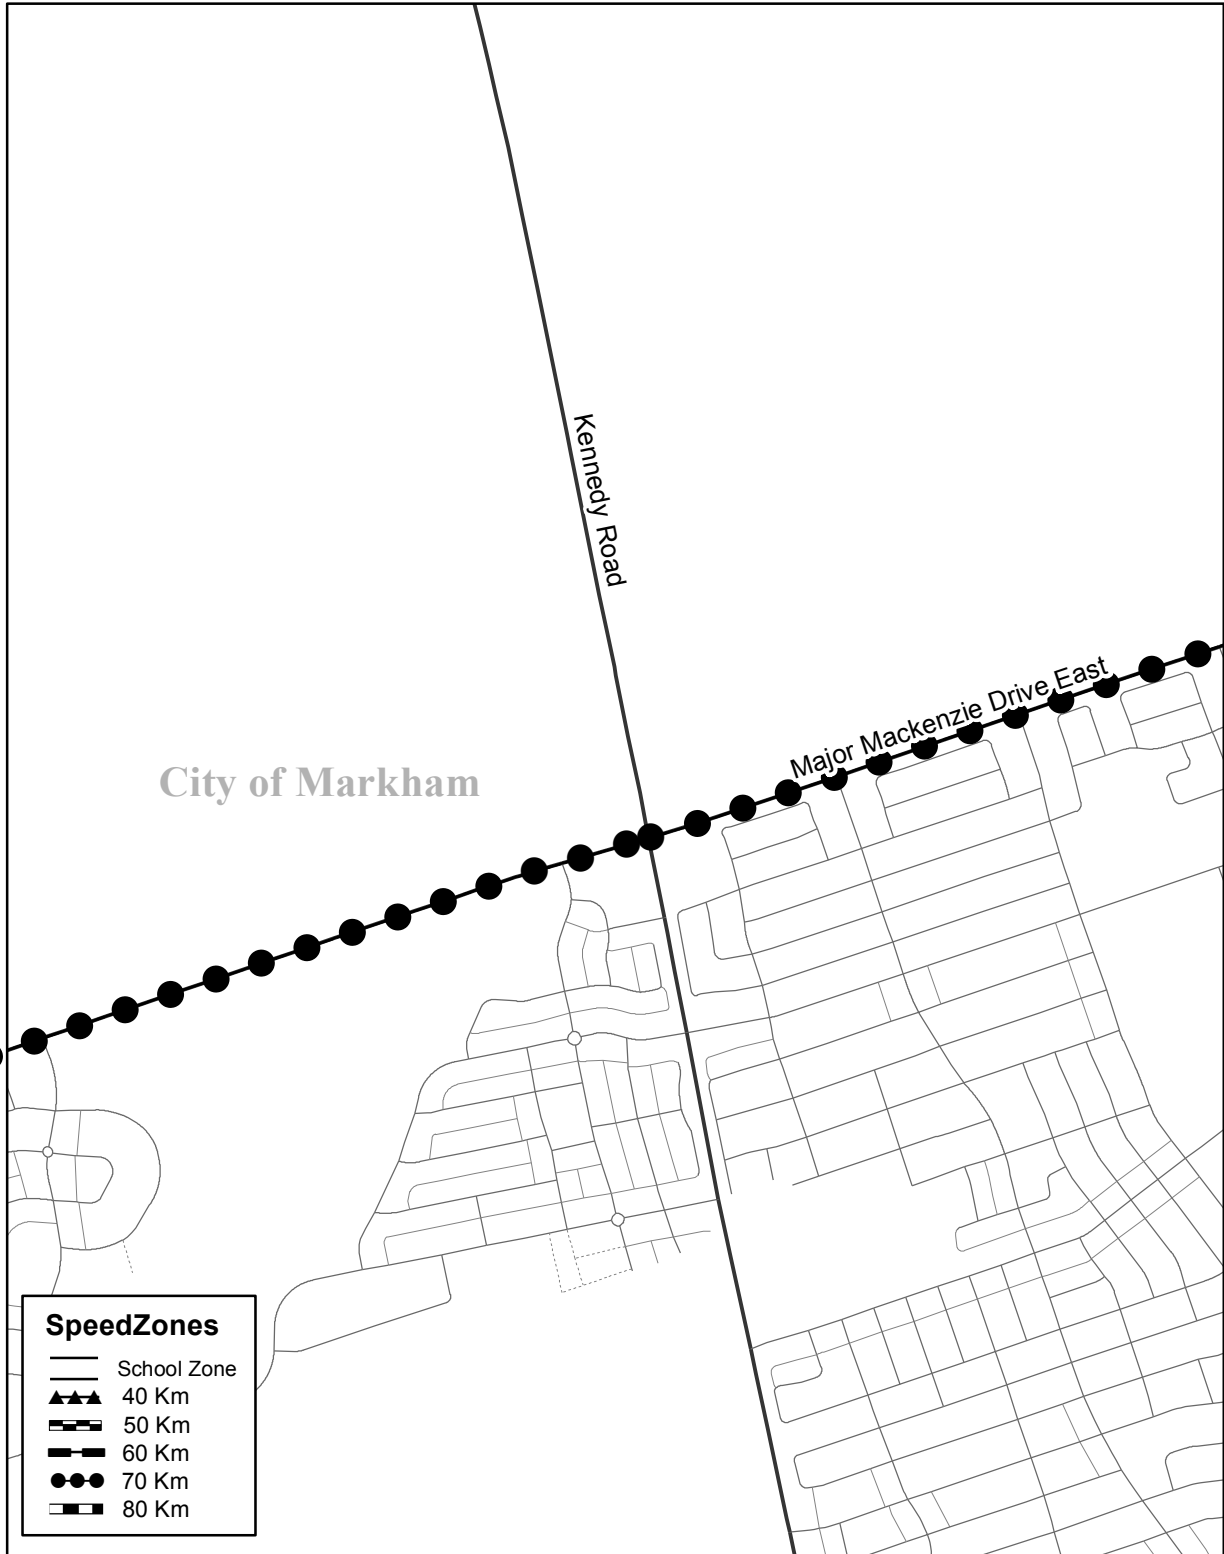 Kennedy Road
Major Mackenzie Drive East
City of Markham
SpeedZones
School Zone
40 Km
50 Km
60 Km
70 Km
80 Km